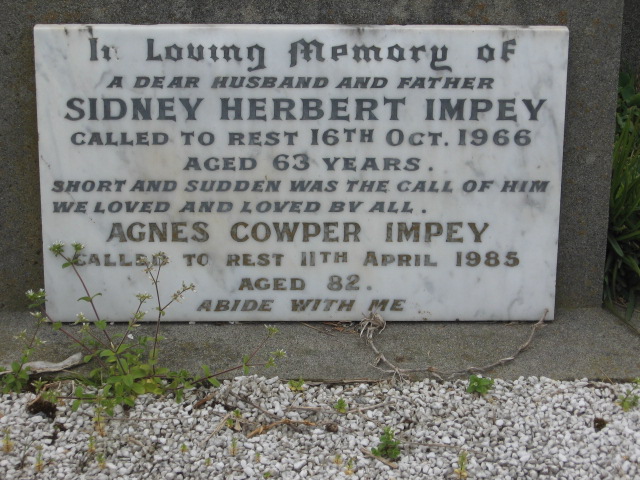 In Loving Memory of
A DEAR HUSBAND AND FATHER
SIDNEY HERBERT IMPEY
CALLED TO REST 16TH OCT. 1966
AGED 63 YEARS.
SHORT AND SUDDEN WAS THE CALL OF HIM
WE LOVED AND LOVED BY ALL.
AGNES COWPER IMPEY
CALLED TO REST 11TH APRIL 1985
AGED 82.
ABIDE WITH ME